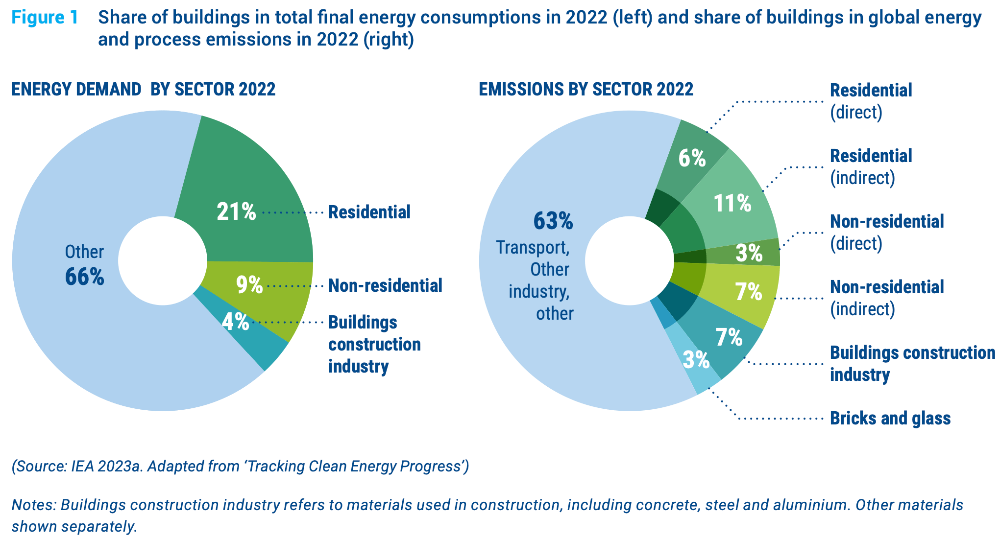 Figure 1 Share of buildings in total final energy consumptions in 2022 (left) and share of buildings in global energy
and process emissions in 2022 (right)
ENERGY DEMAND BY SECTOR 2022
21%
Residential
Other
66%
9%
Non-residential
4%
Buildings
construction
industry
EMISSIONS BY SECTOR 2022
Residential
(direct)
6%
Residential
(indirect)
11%
Non-residential
(direct)
3%
63%
Transport,
Other
industry,
other
Non-residential
(indirect)
7%
Buildings construction
industry
7%
3%
Bricks and glass
(Source: IEA 2023a. Adapted from ‘Tracking Clean Energy Progress’)
Notes: Buildings construction industry refers to materials used in construction, including concrete, steel and aluminium. Other materials
shown separately.